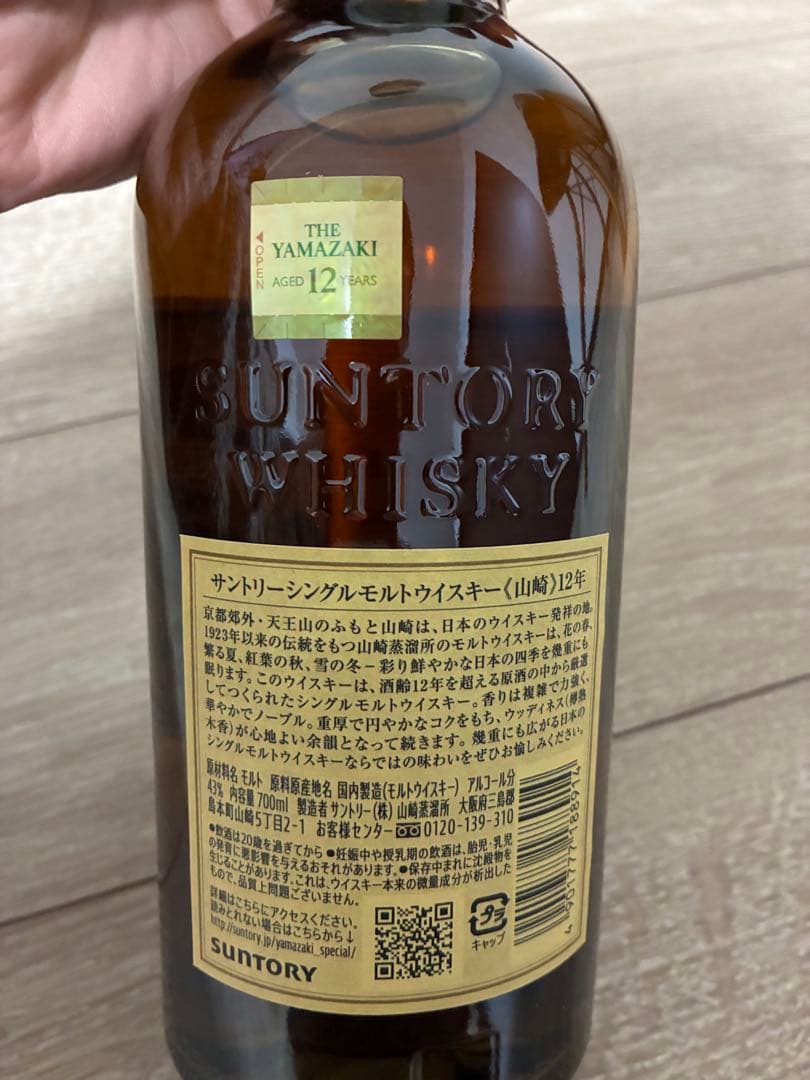 THE
YAMAZAKI
AGED 12 YEARS
◀OPEN
SUNTORY
WHISKY
サントリーシングルモルトウイスキー《山崎》12年
京都郊外・天王山のふもと山崎は、日本のウイスキー発祥の地。
1923年以来の伝統をもつ山崎蒸溜所のモルトウイスキーは、花の春、
繁る夏、紅葉の秋、雪の冬－彩り鮮やかな日本の四季を幾重にも
眠ります。このウイスキーは、酒齢12年を超える原酒の中から厳選
してつくられたシングルモルトウイスキー。香りは複雑で力強く、
華やかでノーブル。重厚で円やかなコクをもち、ウッディネス(樽熟
木香)が心地よい余韻となって続きます。幾重にも広がる日本の
シングルモルトウイスキーならではの味わいをぜひお愉しみください。
原材料名 モルト 原料原産地名 国内製造(モルトウイスキー) アルコール分
43% 内容量 700ml 製造者 サントリー(株) 山崎蒸溜所 大阪府三島郡
島本町山崎5丁目2-1 お客様センター 0120-139-310
●飲酒は20歳を過ぎてから ●妊娠中や授乳期の飲酒は、胎児・乳児
の発育に悪影響を与えるおそれがあります。●保存中まれに沈殿物を
生じることがあります。これは、ウイスキー本来の微量成分が析出した
もので、品質上問題ございません。
詳細はこちらにアクセスください。
読みとれない場合はこちらから↓
http://suntory.jp/yamazaki_special/
SUNTORY
プラ
キャップ
4901777188914